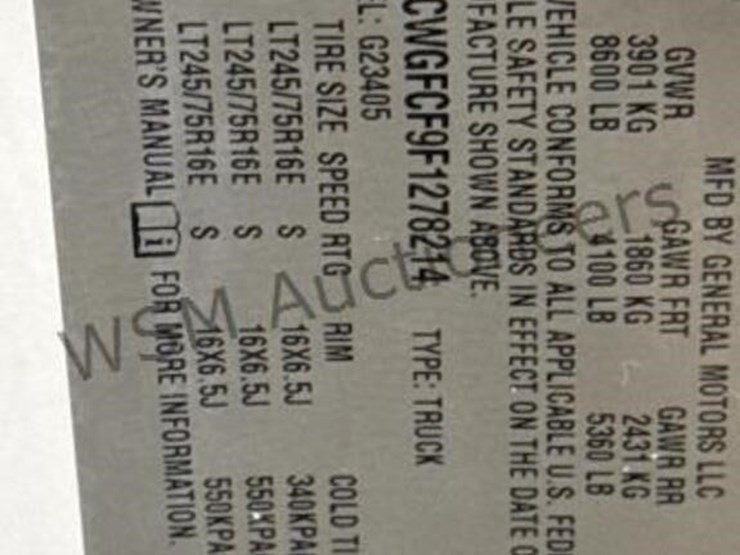 MFD BY GENERAL MOTORS LLC
GVWR GAWR FRT GAWR RR
3901 KG 1860 KG 2431 KG
8600 LB 4100 LB 5360 LB
VEHICLE CONFORMS TO ALL APPLICABLE U.S. FED
LE SAFETY STANDARDS IN EFFECT ON THE DATE O
FACTURE SHOWN ABOVE.
CWGFCF9F1278214 TYPE: TRUCK
EL: G23405
TIRE SIZE SPEED RTG RIM COLD TI
LT245/75R16E S 16X6.5J 340KPA
LT245/75R16E S 16X6.5J 550KPA
LT245/75R16E S 16X6.5J 550KPA
WNER'S MANUAL i FOR MORE INFORMATION.
WSM Auctioneers